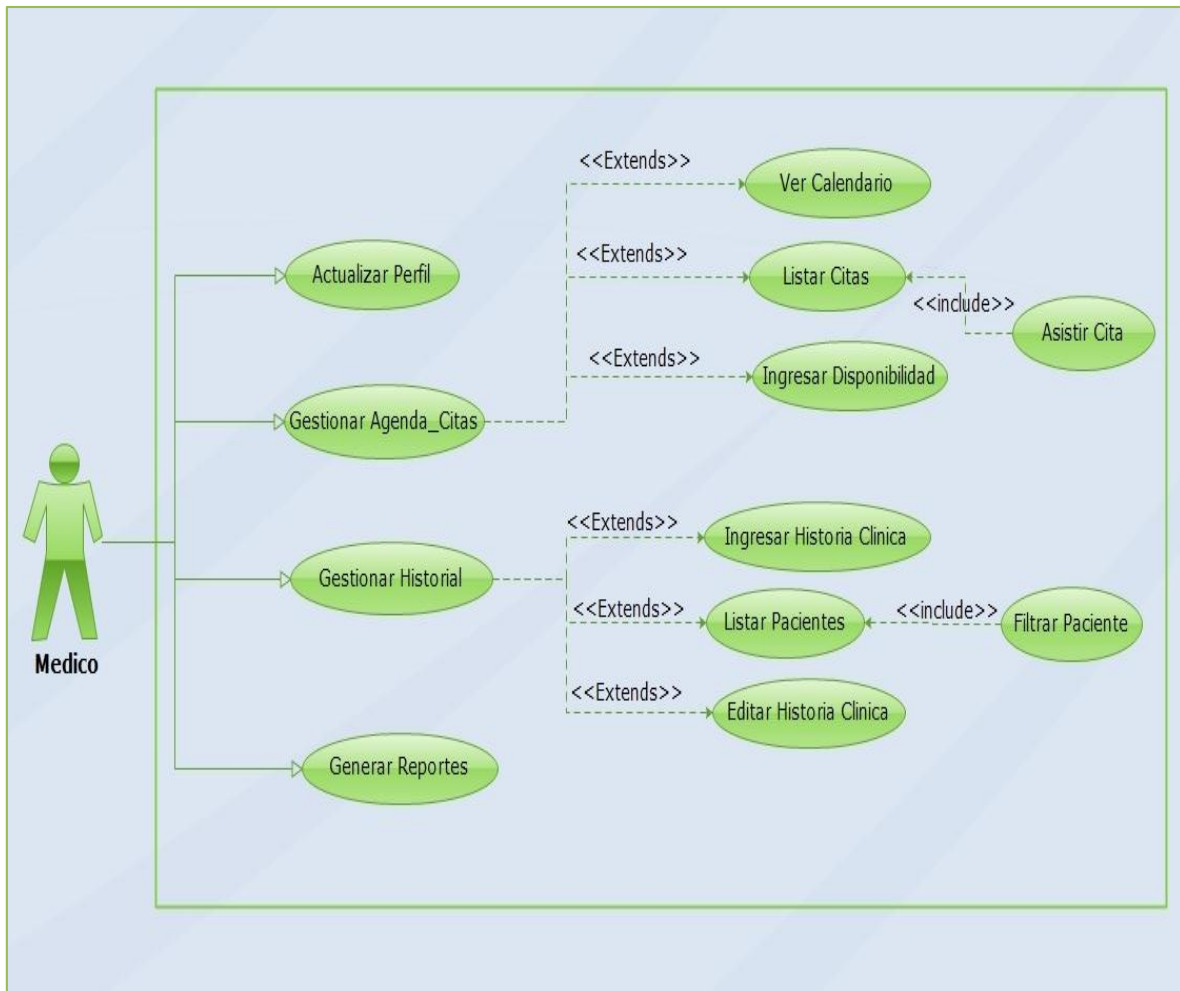 <<Extends>>
Ver Calendario
<<Extends>>
Actualizar Perfil
Listar Citas
<<include>>
Asistir Cita
<<Extends>>
Ingresar Disponibilidad
Gestionar Agenda_Citas
<<Extends>>
Ingresar Historia Clinica
Gestionar Historial
<<Extends>>
<<include>>
Listar Pacientes
Filtrar Paciente
Medico
<<Extends>>
Editar Historia Clinica
Generar Reportes